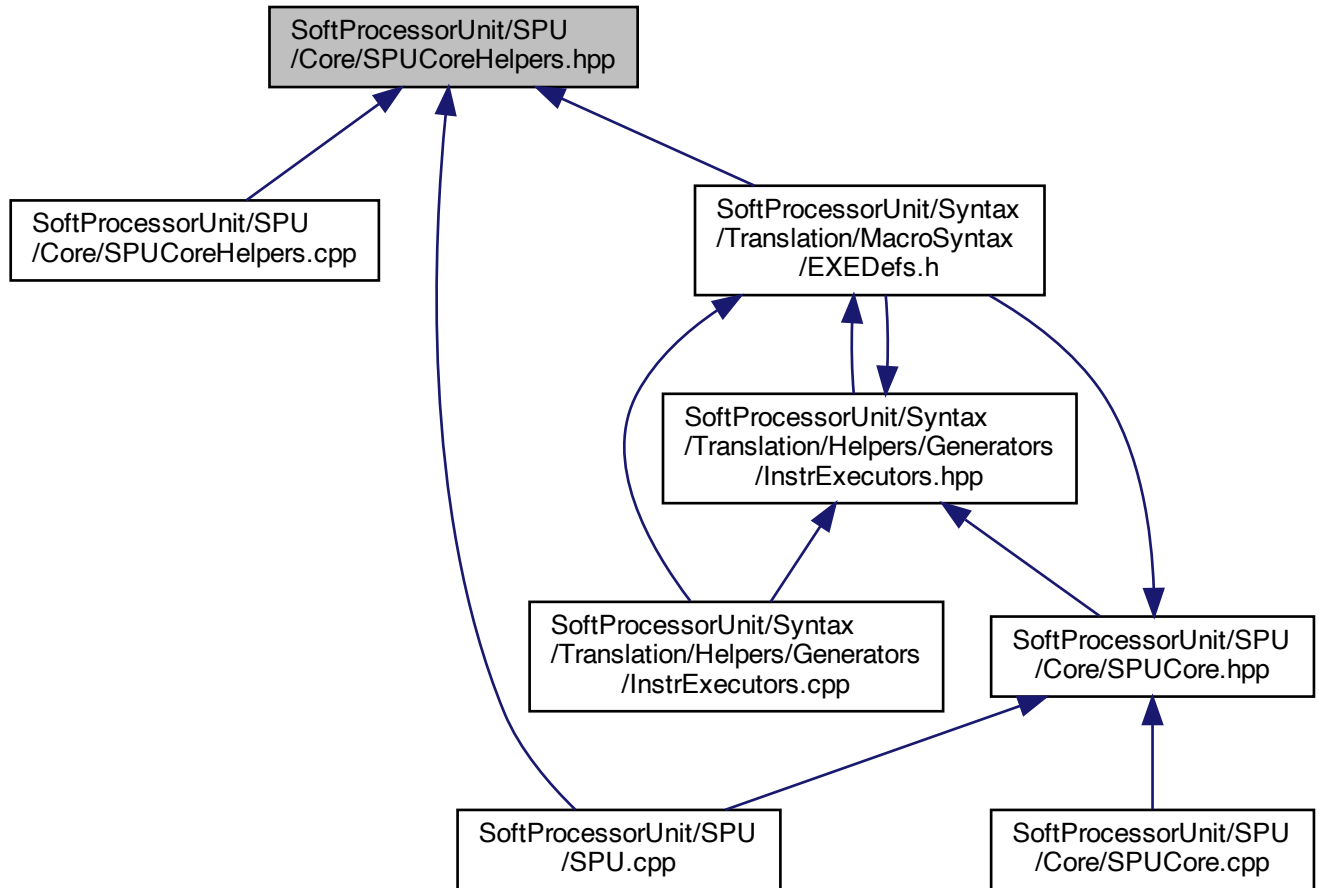 SoftProcessorUnit/SPU
/Core/SPUCoreHelpers.hpp
SoftProcessorUnit/SPU
/Core/SPUCoreHelpers.cpp
SoftProcessorUnit/Syntax
/Translation/MacroSyntax
/EXEDefs.h
SoftProcessorUnit/Syntax
/Translation/Helpers/Generators
/InstrExecutors.hpp
SoftProcessorUnit/Syntax
/Translation/Helpers/Generators
/InstrExecutors.cpp
SoftProcessorUnit/SPU
/Core/SPUCore.hpp
SoftProcessorUnit/SPU
/SPU.cpp
SoftProcessorUnit/SPU
/Core/SPUCore.cpp